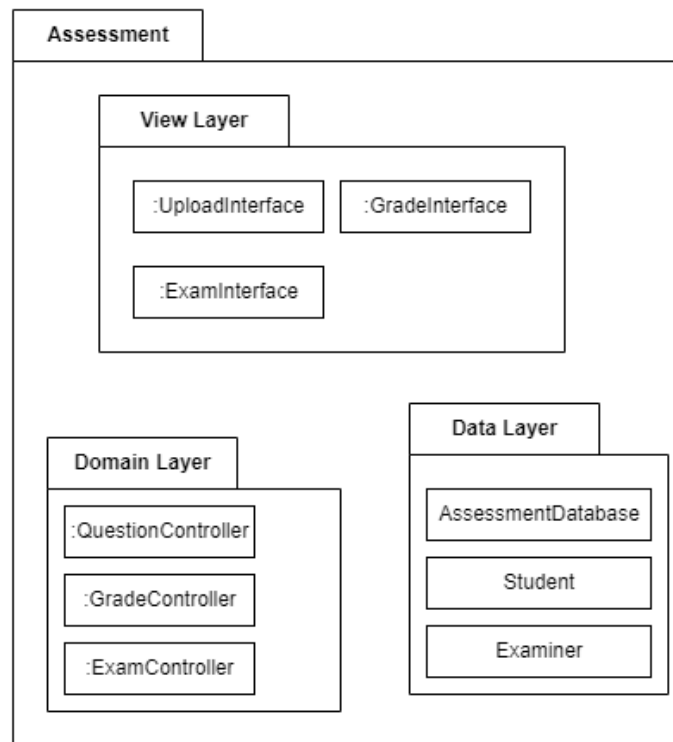 Assessment
View Layer
:UploadInterface
:GradeInterface
:ExamInterface
Domain Layer
:QuestionController
:GradeController
:ExamController
Data Layer
AssessmentDatabase
Student
Examiner